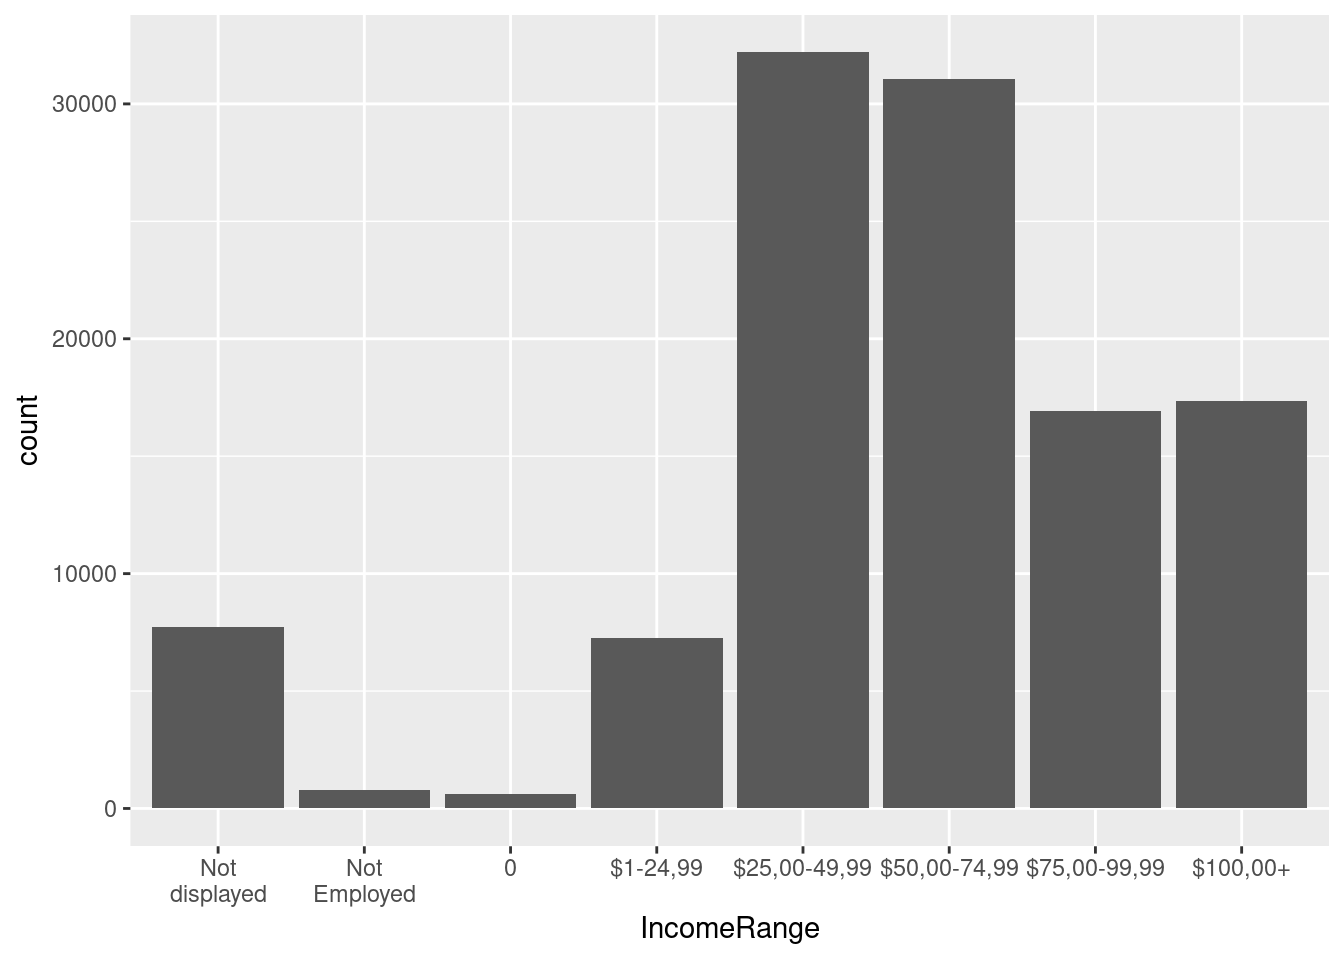 30000
20000
10000
0
count
Not
displayed
Not
Employed
0
$1-24,99
$25,00-49,99
$50,00-74,99
$75,00-99,99
$100,00+
IncomeRange